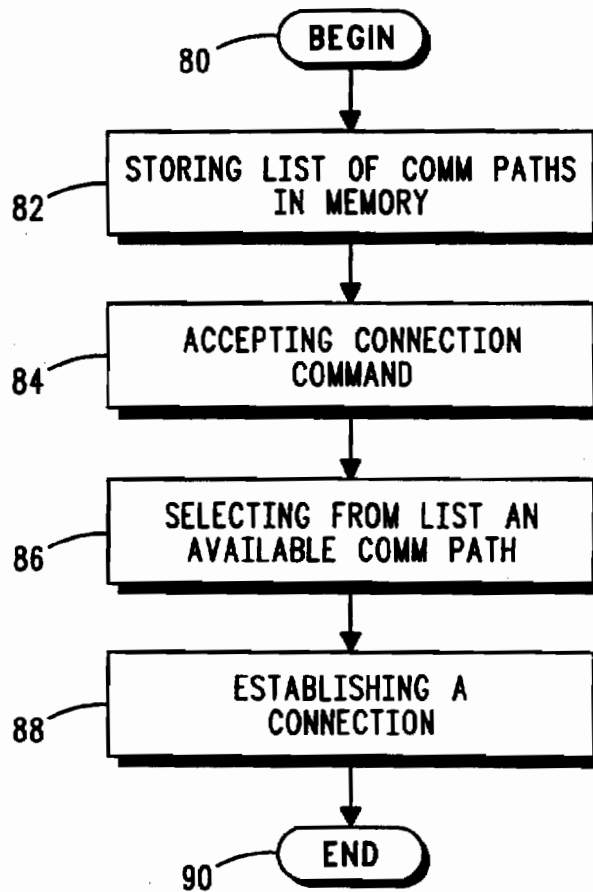 80
BEGIN
82
STORING LIST OF COMM PATHS
IN MEMORY
84
ACCEPTING CONNECTION
COMMAND
86
SELECTING FROM LIST AN
AVAILABLE COMM PATH
88
ESTABLISHING A
CONNECTION
90
END